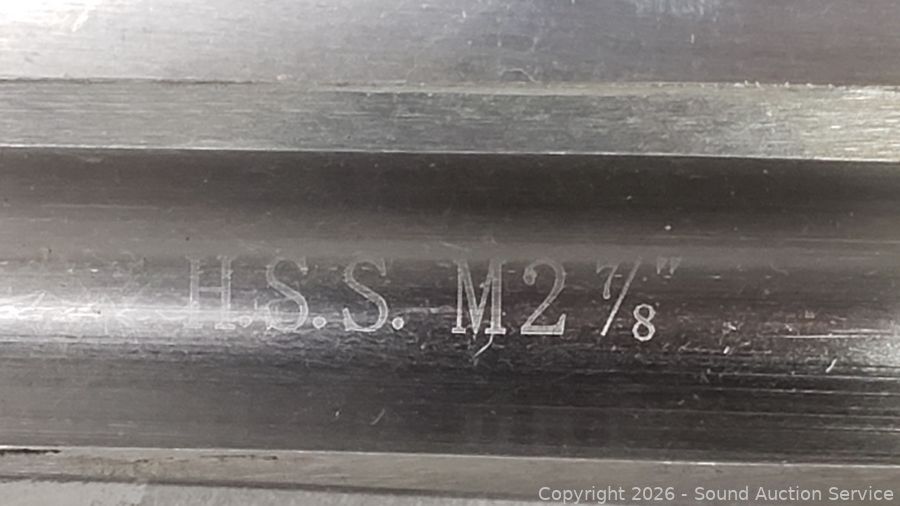 H.S.S. M2 7/8"
Copyright 2026 - Sound Auction Service